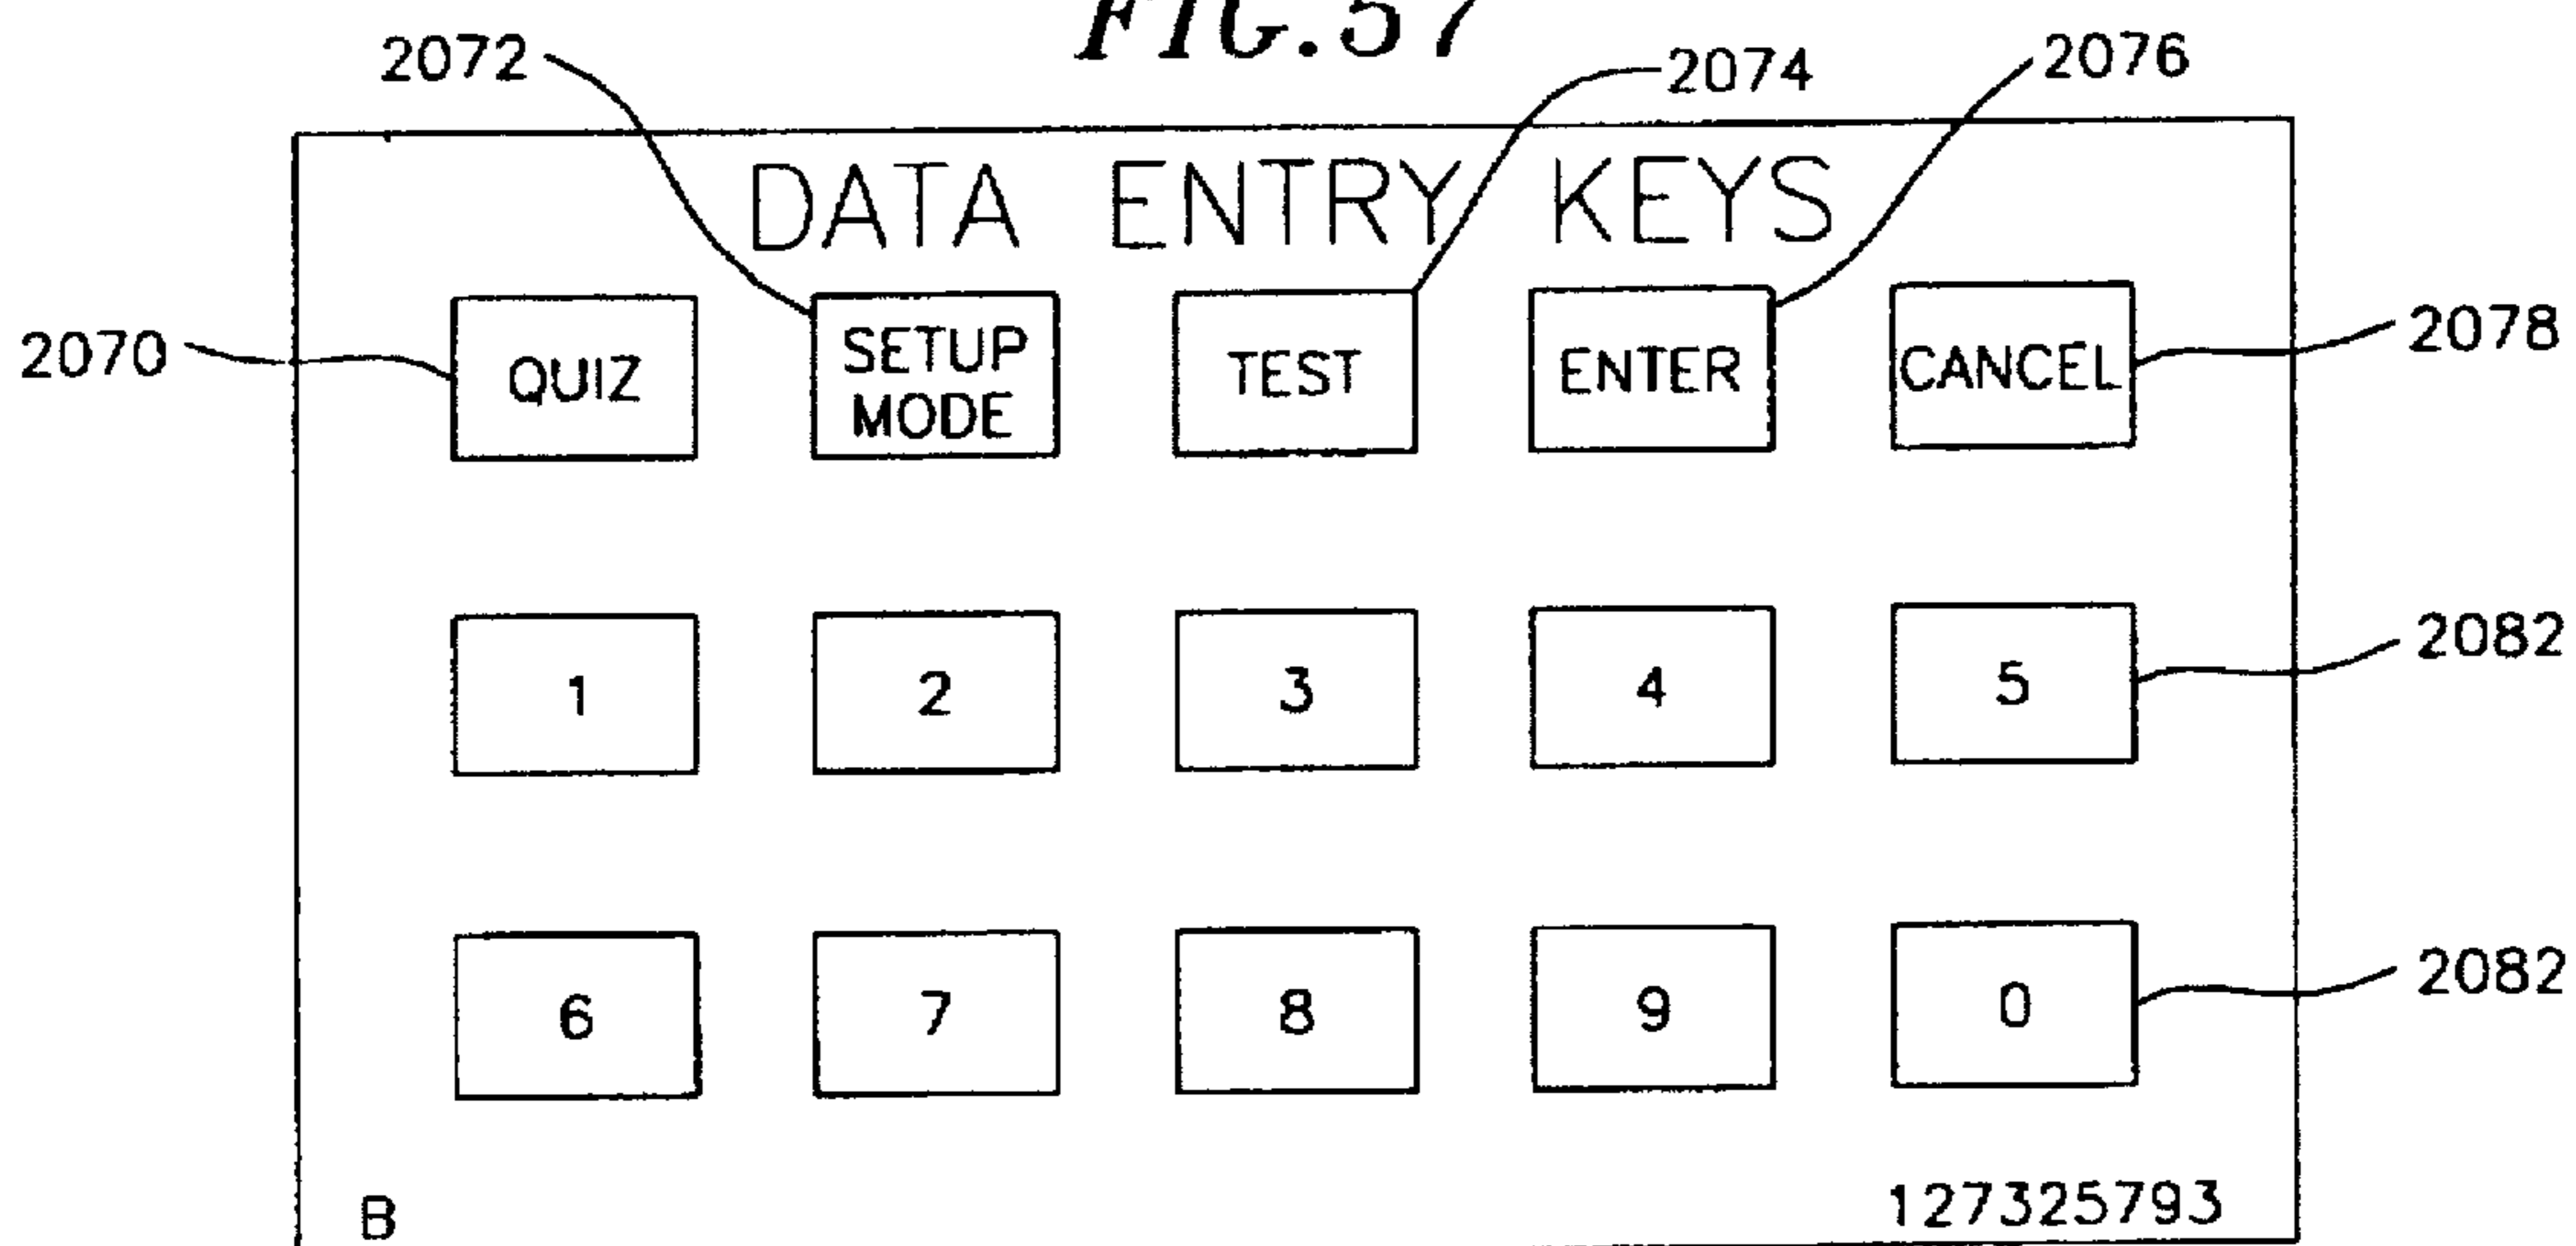 FIG.57
2072 2074 2076
DATA ENTRY KEYS
2070 QUIZ SETUP MODE TEST ENTER CANCEL 2078
1 2 3 4 5 2082
6 7 8 9 0 2082
B 127325793